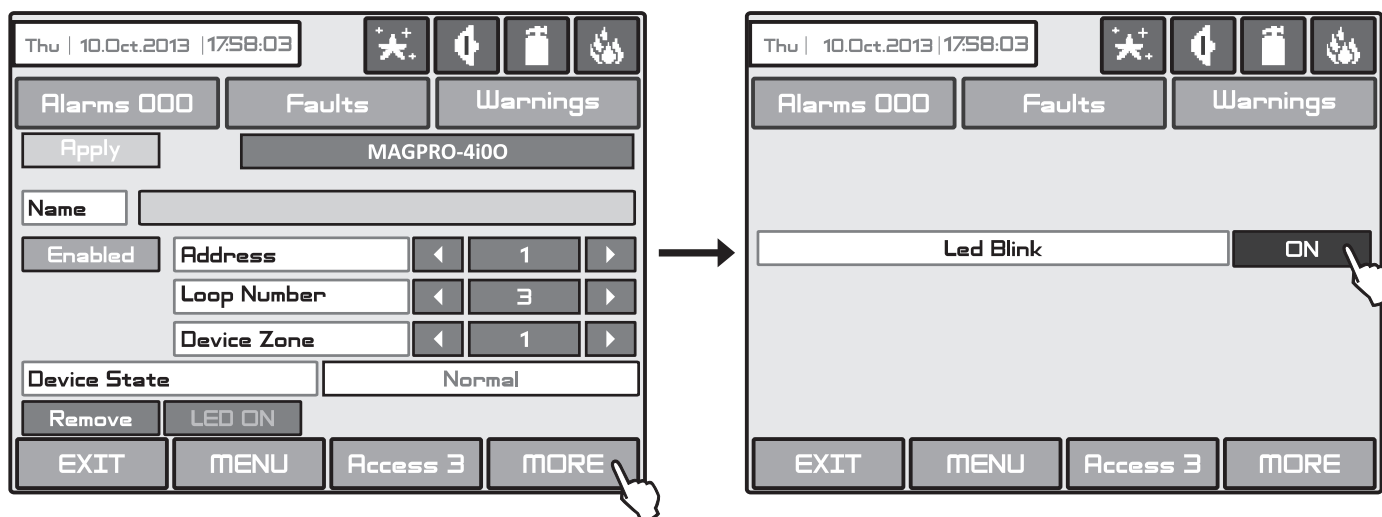 Thu | 10.Oct.2013 | 17:58:03
Alarms 000 Faults Warnings
Apply MAGPRO-4i0O
Name
Enabled Address 1
Loop Number 3
Device Zone 1
Device State Normal
Remove LED ON
EXIT MENU Access 3 MORE
Thu | 10.Oct.2013 | 17:58:03
Alarms 000 Faults Warnings
Led Blink ON
EXIT MENU Access 3 MORE